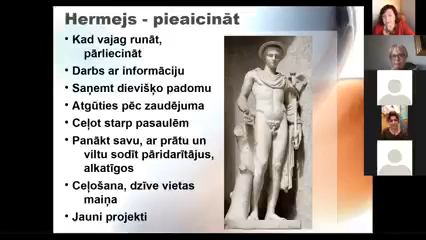 Hermejs - pieaicināt
• Kad vajag runāt,
pārliecināt
• Darbs ar informāciju
• Saņemt dievišķo padomu
• Atgūties pēc zaudējuma
• Ceļot starp pasaulēm
• Panākt savu, ar prātu un
viltu sodīt pāridarītājus,
alkatīgos
• Ceļošana, dzīve vietas
maiņa
• Jauni projekti